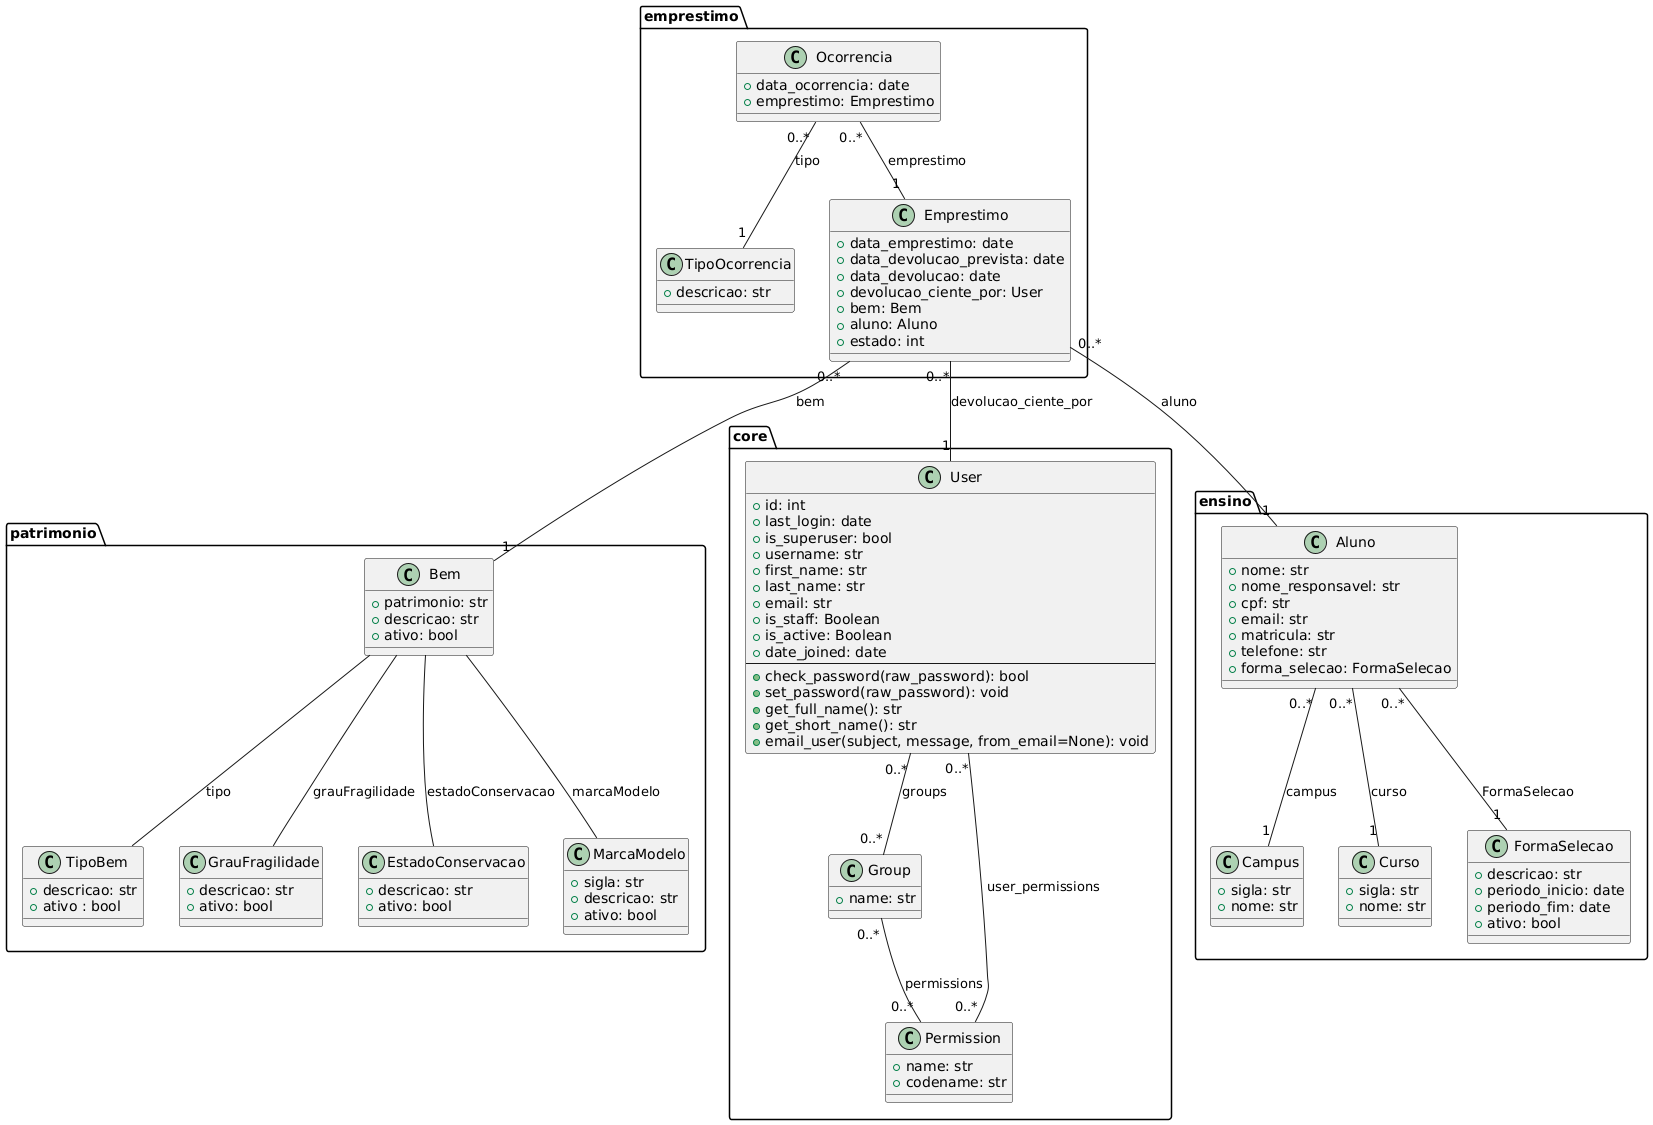 emprestimo
C Ocorrencia
data_ocorrencia: date
emprestimo: Emprestimo
0..*
0..*
tipo
emprestimo
1
1
C TipoOcorrencia
descricao: str
C Emprestimo
data_emprestimo: date
data_devolucao_prevista: date
data_devolucao: date
devolucao_ciente_por: User
bem: Bem
aluno: Aluno
estado: int
0..*
0..*
0..*
bem
devolucao_ciente_por
aluno
1
1
1
patrimonio
C Bem
patrimonio: str
descricao: str
ativo: bool
tipo
grauFragilidade
estadoConservacao
marcaModelo
C TipoBem
descricao: str
ativo : bool
C GrauFragilidade
descricao: str
ativo: bool
C EstadoConservacao
descricao: str
ativo: bool
C MarcaModelo
sigla: str
descricao: str
ativo: bool
core
C User
id: int
last_login: date
is_superuser: bool
username: str
first_name: str
last_name: str
email: str
is_staff: Boolean
is_active: Boolean
date_joined: date
check_password(raw_password): bool
set_password(raw_password): void
get_full_name(): str
get_short_name(): str
email_user(subject, message, from_email=None): void
0..*
0..*
groups
0..*
C Group
name: str
user_permissions
0..*
permissions
0..*
0..*
C Permission
name: str
codename: str
ensino
C Aluno
nome: str
nome_responsavel: str
cpf: str
email: str
matricula: str
telefone: str
forma_selecao: FormaSelecao
0..*
0..*
0..*
campus
curso
FormaSelecao
1
1
1
C Campus
sigla: str
nome: str
C Curso
sigla: str
nome: str
C FormaSelecao
descricao: str
periodo_inicio: date
periodo_fim: date
ativo: bool